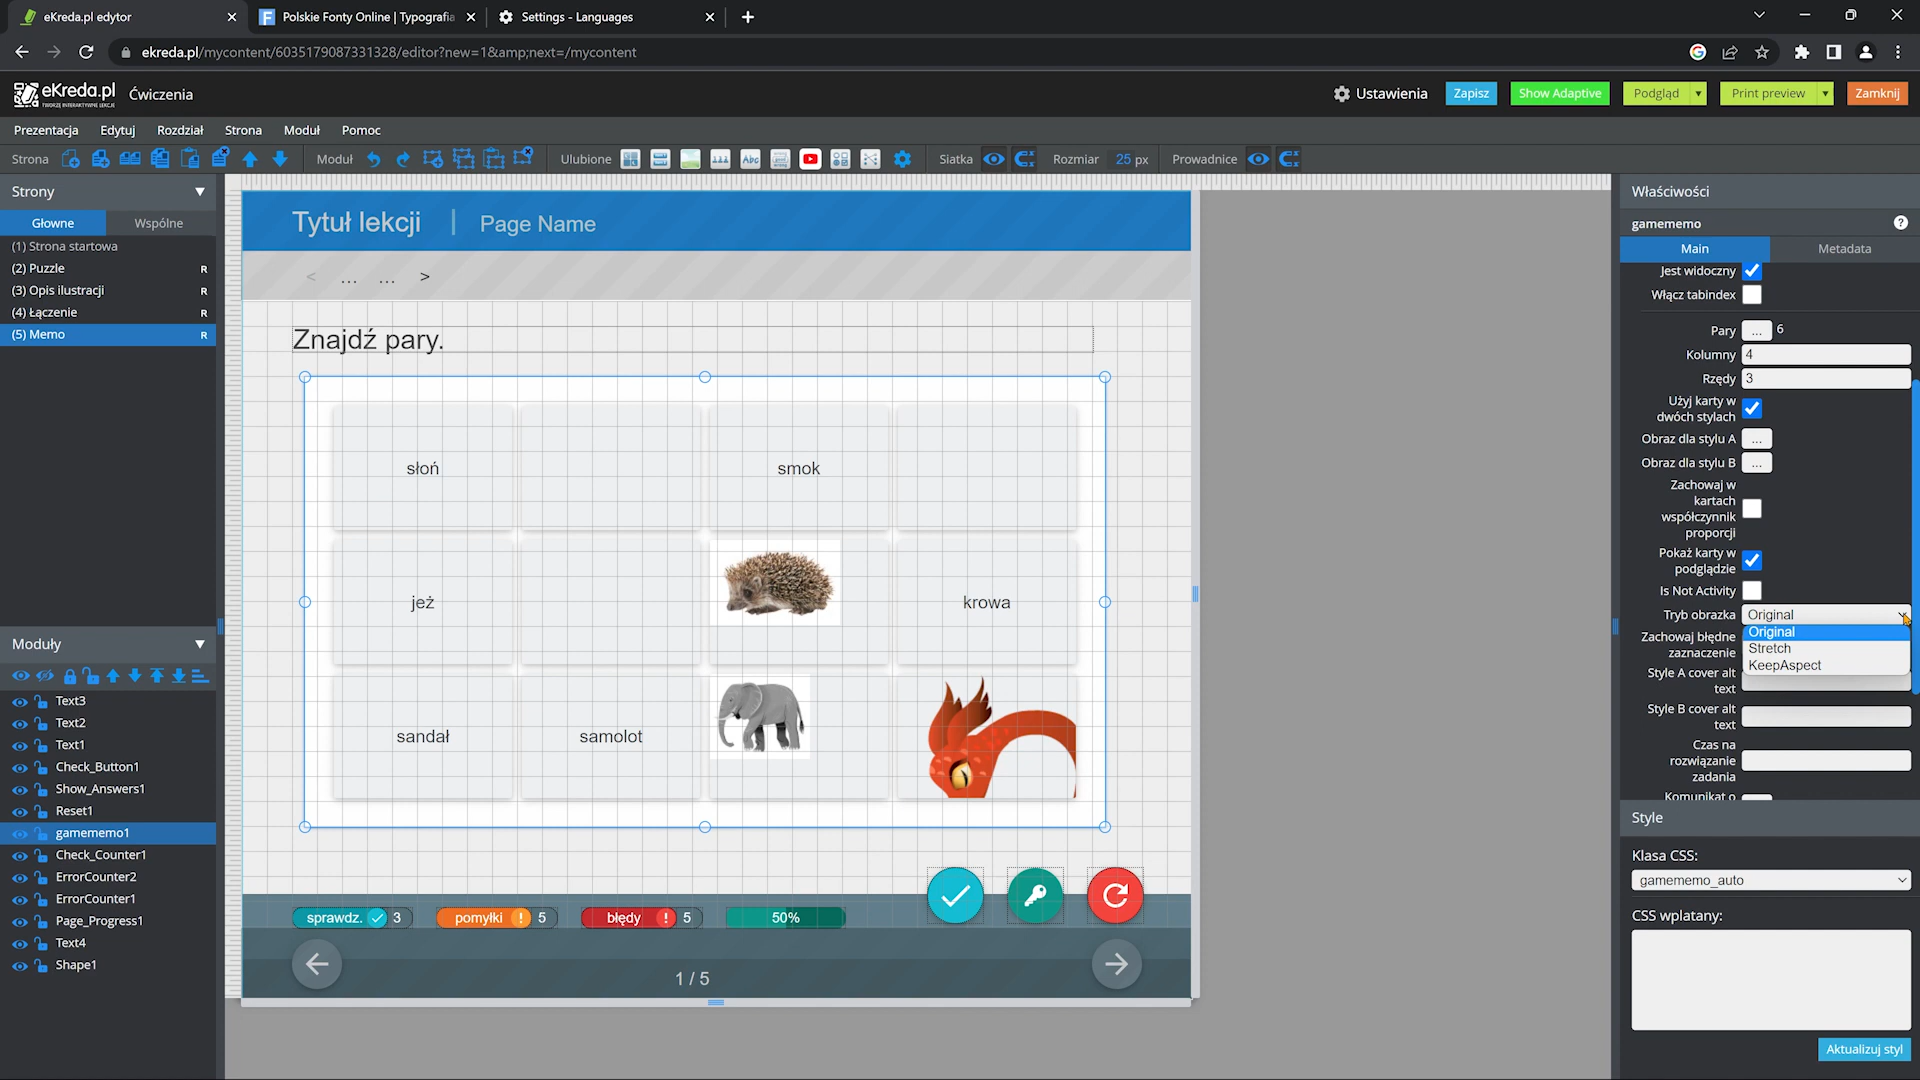 eKreda.pl edytor
Polskie Fonty Online | Typografia
Settings - Languages
ekreda.pl/mycontent/6035179087331328/editor?new=1&amp;next=/mycontent
eKreda.pl
TWORZĘ INTERAKTYWNE LEKCJE
Ćwiczenia
Ustawienia
Zapisz
Show Adaptive
Podgląd
Print preview
Zamknij
Prezentacja
Edytuj
Rozdział
Strona
Moduł
Pomoc
Strona
Moduł
Ulubione
Abc
Siatka
Rozmiar
25 px
Prowadnice
Strony
Głowne
Wspólne
(1) Strona startowa
(2) Puzzle R
(3) Opis ilustracji R
(4) Łączenie R
(5) Memo R
Moduły
Text3
Text2
Text1
Check_Button1
Show_Answers1
Reset1
gamememo1
Check_Counter1
ErrorCounter2
ErrorCounter1
Page_Progress1
Text4
Shape1
Tytuł lekcji | Page Name
< ... ... >
Znajdź pary.
słoń
smok
jeż
krowa
sandał
samolot
sprawdz. 3
pomyłki ! 5
błędy ! 5
50%
1 / 5
Właściwości
gamememo
?
Main
Metadata
Jest widoczny
Włącz tabindex
Pary ... 6
Kolumny 4
Rzędy 3
Użyj karty w
dwóch stylach
Obraz dla stylu A ...
Obraz dla stylu B ...
Zachowaj w
kartach
współczynnik
proporcji
Pokaż karty w
podglądzie
Is Not Activity
Tryb obrazka Original
Original
Stretch
KeepAspect
Zachowaj błędne
zaznaczenie
Style A cover alt
text
Style B cover alt
text
Czas na
rozwiązanie
zadania
Komunikat o
Style
Klasa CSS:
gamememo_auto
CSS wplatany:
Aktualizuj styl